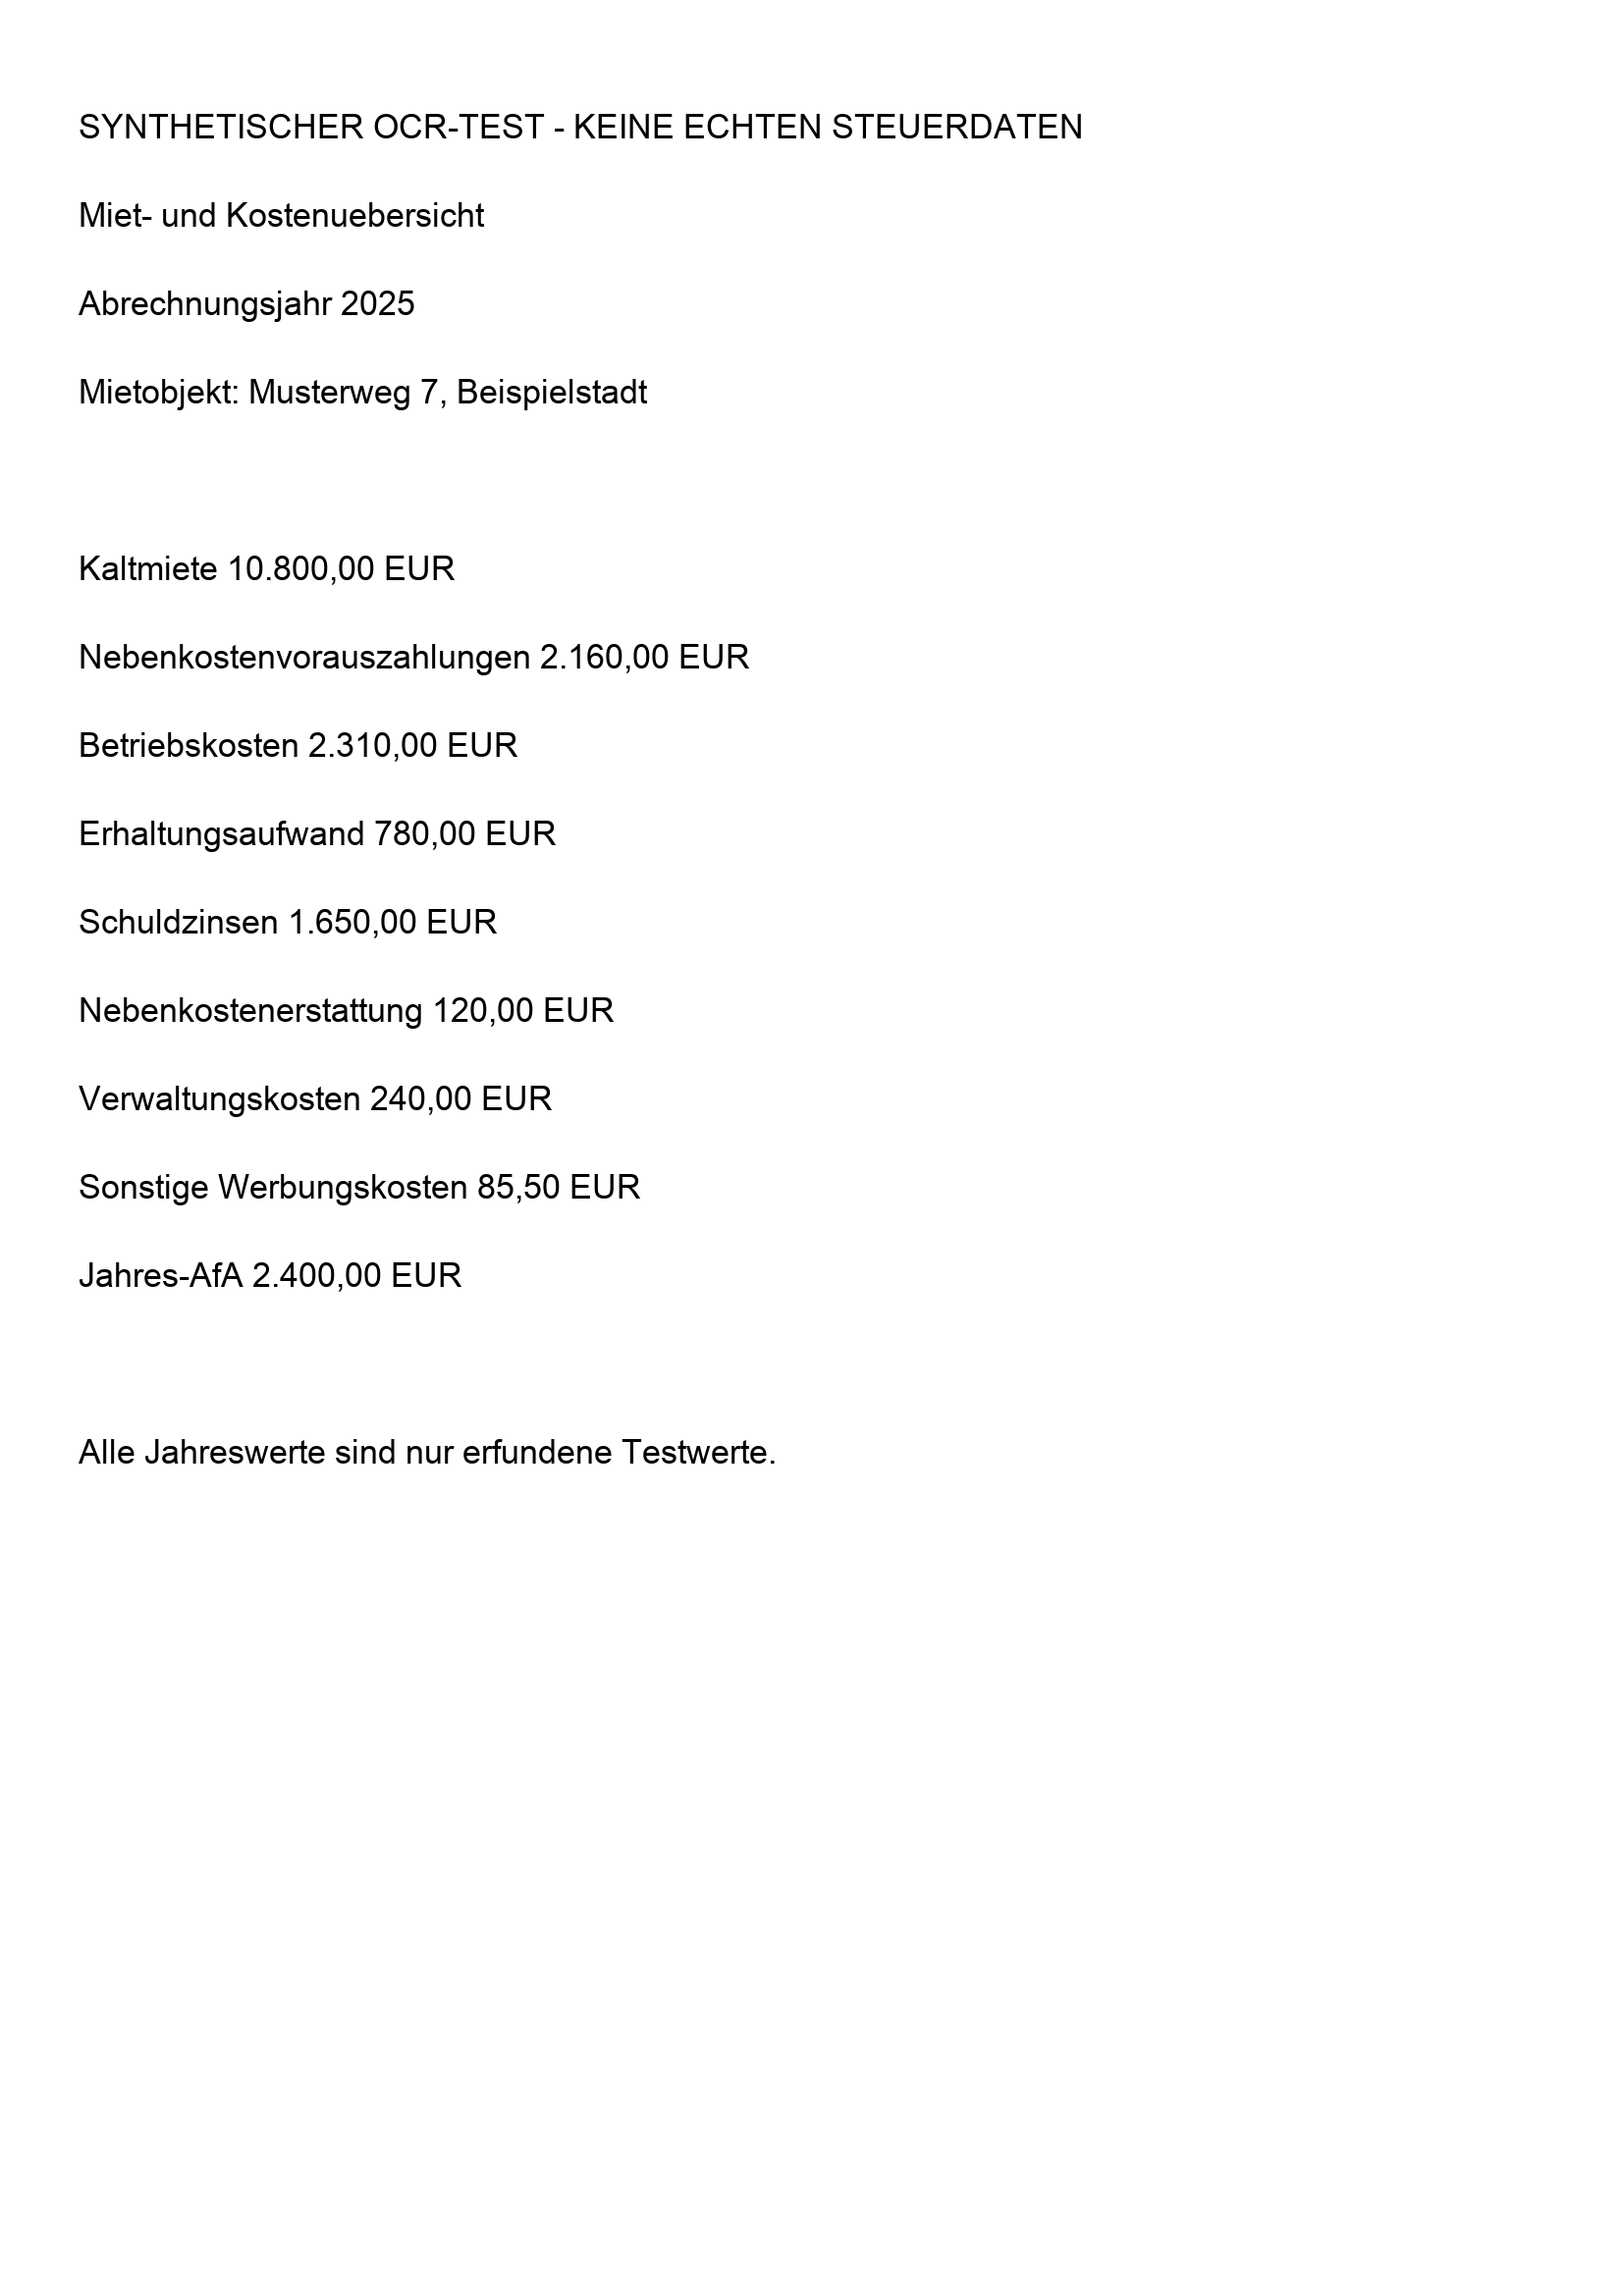 SYNTHETISCHER OCR-TEST - KEINE ECHTEN STEUERDATEN
Miet- und Kostenuebersicht
Abrechnungsjahr 2025
Mietobjekt: Musterweg 7, Beispielstadt
Kaltmiete 10.800,00 EUR
Nebenkostenvorauszahlungen 2.160,00 EUR
Betriebskosten 2.310,00 EUR
Erhaltungsaufwand 780,00 EUR
Schuldzinsen 1.650,00 EUR
Nebenkostenerstattung 120,00 EUR
Verwaltungskosten 240,00 EUR
Sonstige Werbungskosten 85,50 EUR
Jahres-AfA 2.400,00 EUR
Alle Jahreswerte sind nur erfundene Testwerte.